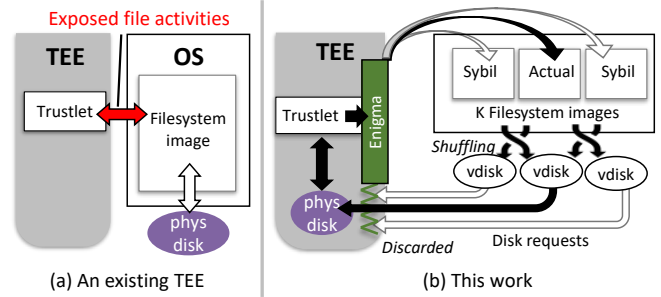 Exposed file activities
TEE
OS
Trustlet
Filesystem
image
phys
disk
(a) An existing TEE
TEE
Trustlet
Enigma
Sybil
Actual
Sybil
K Filesystem images
Shuffling
vdisk
vdisk
vdisk
phys
disk
Discarded
Disk requests
(b) This work